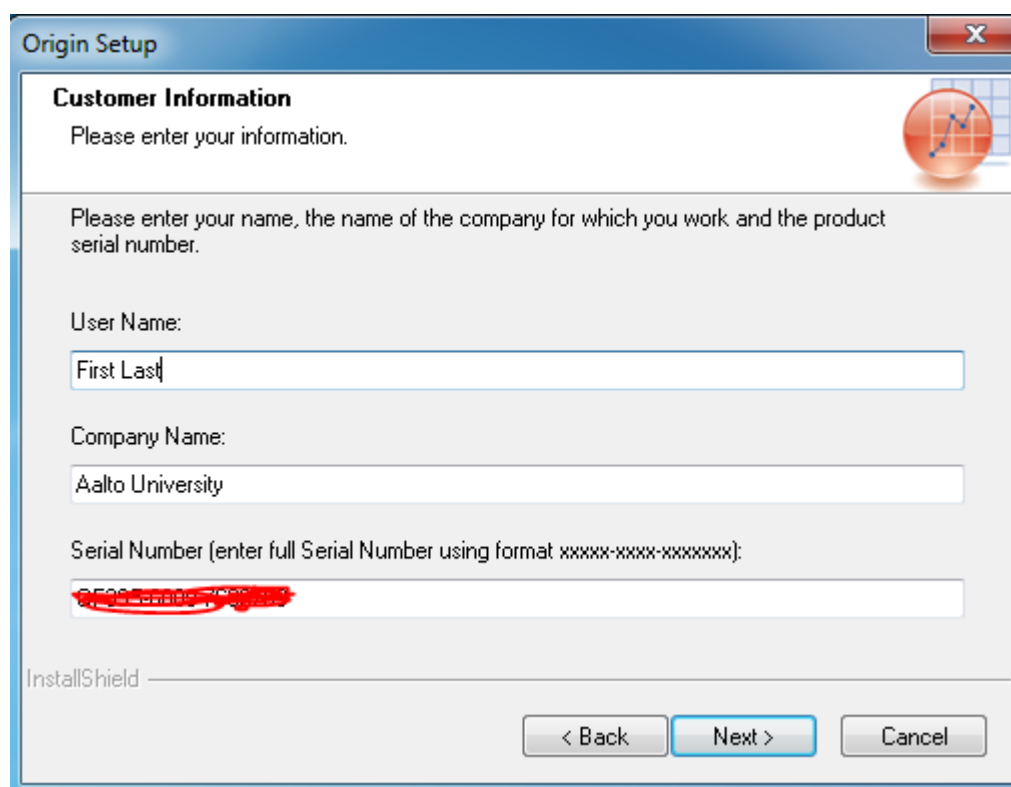 Origin Setup
Customer Information
Please enter your information.
Please enter your name, the name of the company for which you work and the product
serial number.
User Name:
First Last
Company Name:
Aalto University
Serial Number (enter full Serial Number using format xxxxx-xxxx-xxxxxxx):
InstallShield
< Back
Next >
Cancel